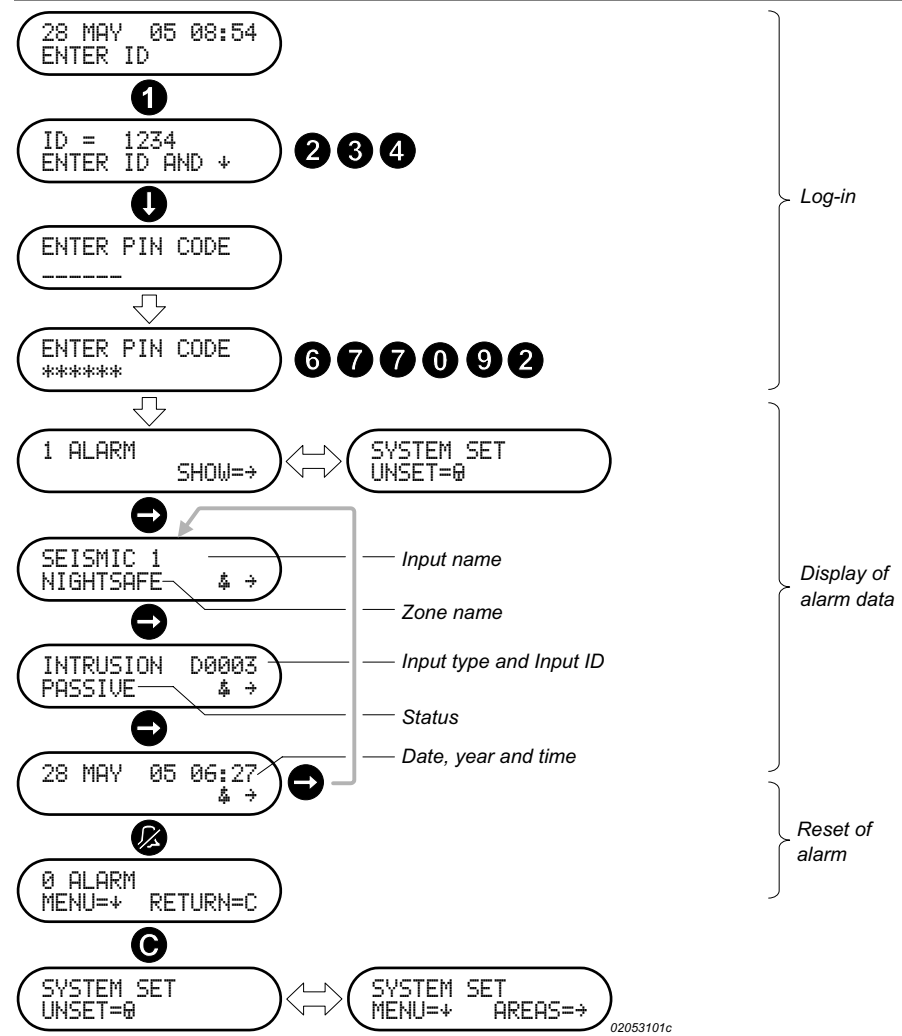 28 MAY 05 08:54
ENTER ID
1
ID = 1234
ENTER ID AND ↓
2 3 4
↓
Log-in
ENTER PIN CODE
______
ENTER PIN CODE
******
6 7 7 0 9 2
1 ALARM
SHOW=→
SYSTEM SET
UNSET=0
→
SEISMIC 1
NIGHTSAFE →
Input name
Zone name
Display of
alarm data
→
INTRUSION D0003
PASSIVE →
Input type and Input ID
Status
→
28 MAY 05 06:27
→
→
Date, year and time
Reset of
alarm
0 ALARM
MENU=↓ RETURN=C
C
SYSTEM SET
UNSET=0
SYSTEM SET
MENU=↓ AREAS=→
02053101c